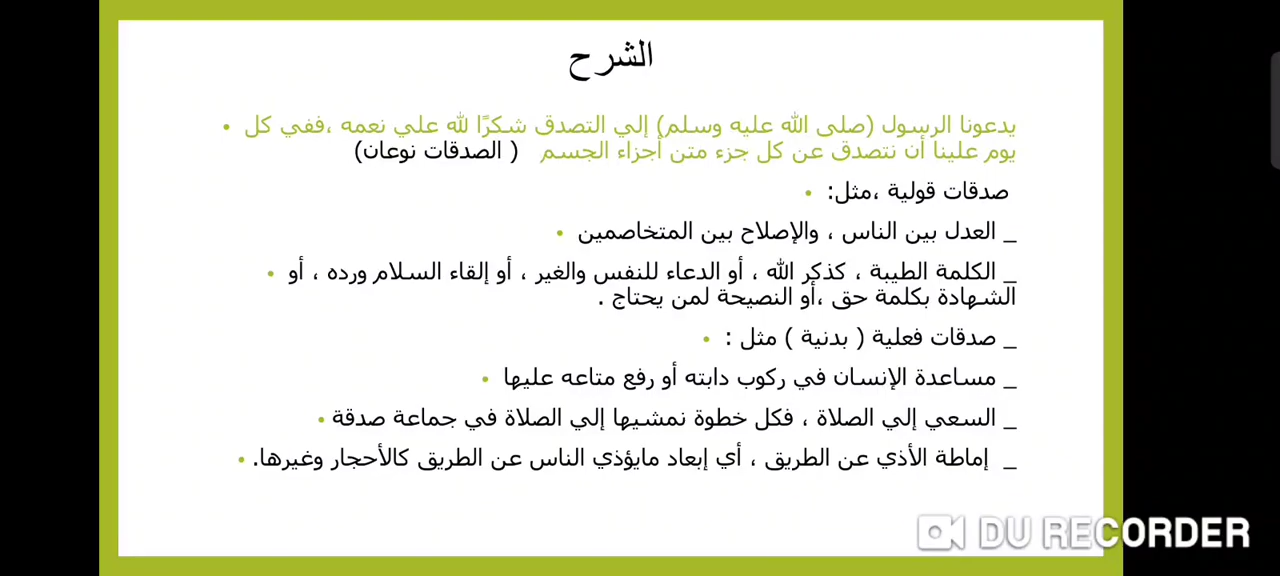 الشرح
يدعونا الرسول (صلى الله عليه وسلم) إلي التصدق شكرًا لله علي نعمه ،ففي كل •
يوم علينا أن نتصدق عن كل جزء متن أجزاء الجسم ( الصدقات نوعان)
صدقات قولية ،مثل: •
_ العدل بين الناس ، والإصلاح بين المتخاصمين •
_ الكلمة الطيبة ، كذكر الله ، أو الدعاء للنفس والغير ، أو إلقاء السلام ورده ، أو •
الشهادة بكلمة حق ،أو النصيحة لمن يحتاج .
_ صدقات فعلية ( بدنية ) مثل : •
_ مساعدة الإنسان في ركوب دابته أو رفع متاعه عليها •
_ السعي إلي الصلاة ، فكل خطوة نمشيها إلي الصلاة في جماعة صدقة •
_ إماطة الأذي عن الطريق ، أي إبعاد مايؤذي الناس عن الطريق كالأحجار وغيرها. •
DU RECORDER